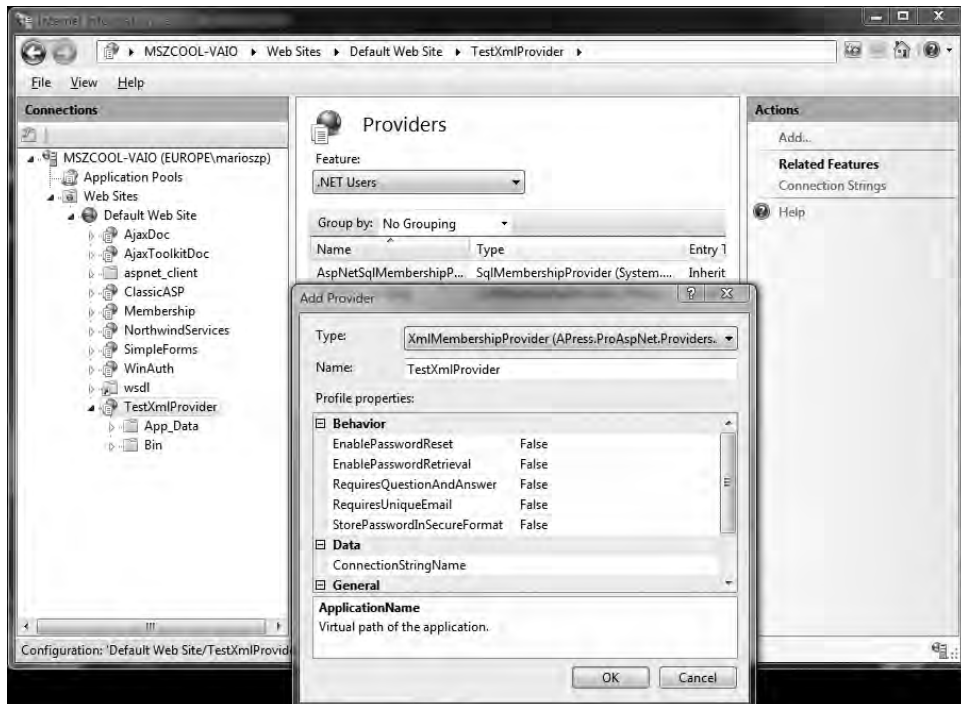 Internet Information
MSZCOOL-VAIO Web Sites Default Web Site TestXmlProvider
File View Help
Connections
MSZCOOL-VAIO (EUROPE\marioszp)
Application Pools
Web Sites
Default Web Site
AjaxDoc
AjaxToolkitDoc
aspnet_client
ClassicASP
Membership
NorthwindServices
SimpleForms
WinAuth
wsdl
TestXmlProvider
App_Data
Bin
Configuration: 'Default Web Site/TestXmlProvid
Providers
Feature:
.NET Users
Group by: No Grouping
Name Type Entry T
AspNetSqlMembershipP... SqlMembershipProvider (System.... Inherit
Add Provider
Type: XmlMembershipProvider (APress.ProAspNet.Providers.
Name: TestXmlProvider
Profile properties:
Behavior
EnablePasswordReset False
EnablePasswordRetrieval False
RequiresQuestionAndAnswer False
RequiresUniqueEmail False
StorePasswordInSecureFormat False
Data
ConnectionStringName
General
ApplicationName
Virtual path of the application.
OK Cancel
Actions
Add...
Related Features
Connection Strings
Help